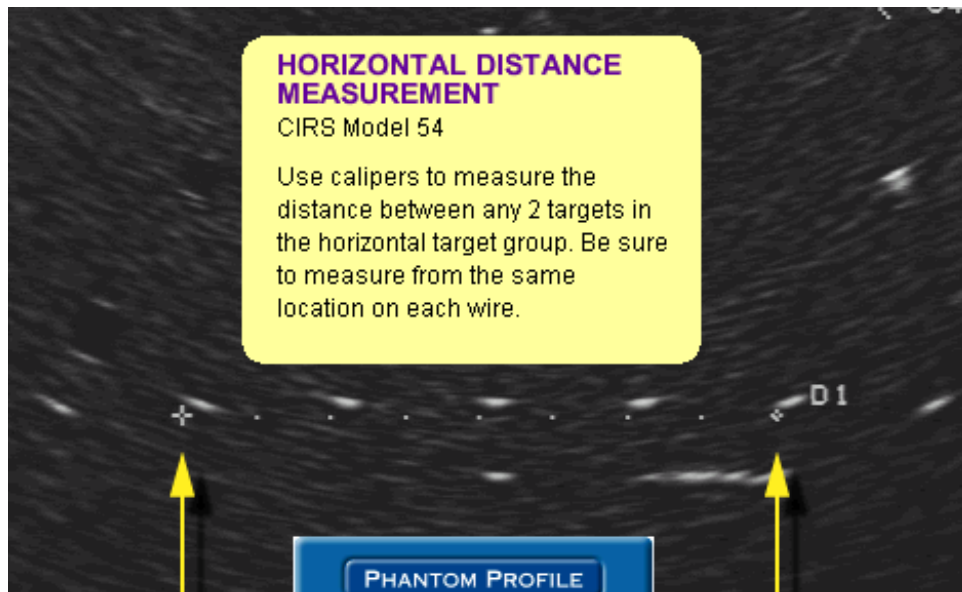 HORIZONTAL DISTANCE
MEASUREMENT
CIRS Model 54
Use calipers to measure the
distance between any 2 targets in
the horizontal target group. Be sure
to measure from the same
location on each wire.
D1
PHANTOM PROFILE